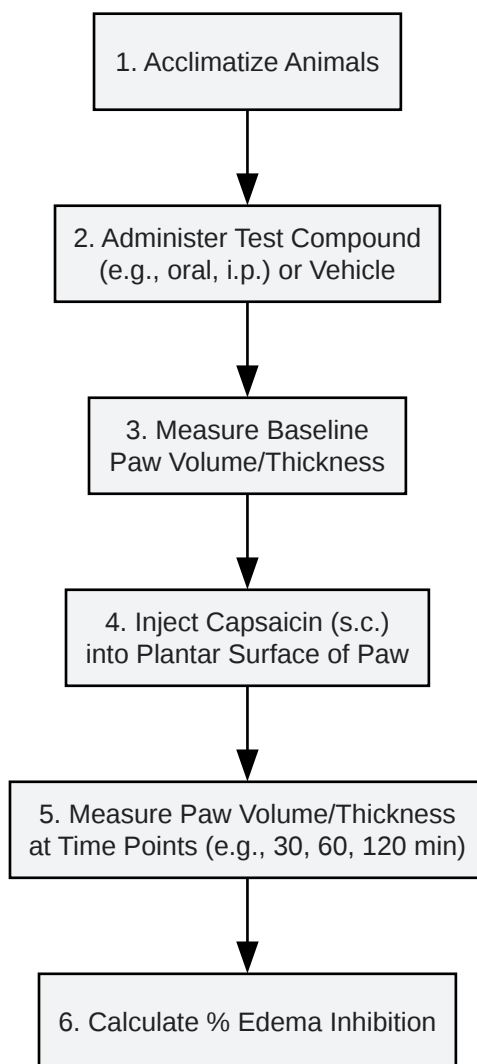 1. Acclimatize Animals
2. Administer Test Compound
(e.g., oral, i.p.) or Vehicle
3. Measure Baseline
Paw Volume/Thickness
4. Inject Capsaicin (s.c.)
into Plantar Surface of Paw
5. Measure Paw Volume/Thickness
at Time Points (e.g., 30, 60, 120 min)
6. Calculate % Edema Inhibition